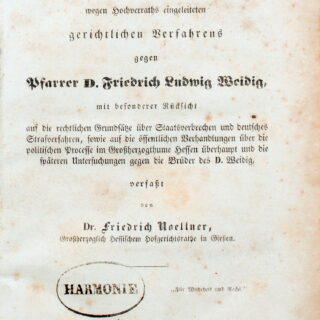 wegen Hochverraths eingeleiteten
gerichtlichen Verfahrens
gegen
Pfarrer D. Friedrich Ludwig Weidig,
mit besonderer Rücksicht
auf die rechtlichen Grundsätze über Staatsverbrechen und deutsches
Strafverfahren, sowie auf die öffentlichen Verhandlungen über die
politischen Processe im Großherzogthume Hessen überhaupt und die
späteren Untersuchungen gegen die Brüder des D. Weidig.
verfaßt
von
Dr. Friedrich Noellner,
Großherzoglich Hessischem Hofgerichtsrathe in Giesen.
HARMONIE
„Für Wahrheit und Recht.“